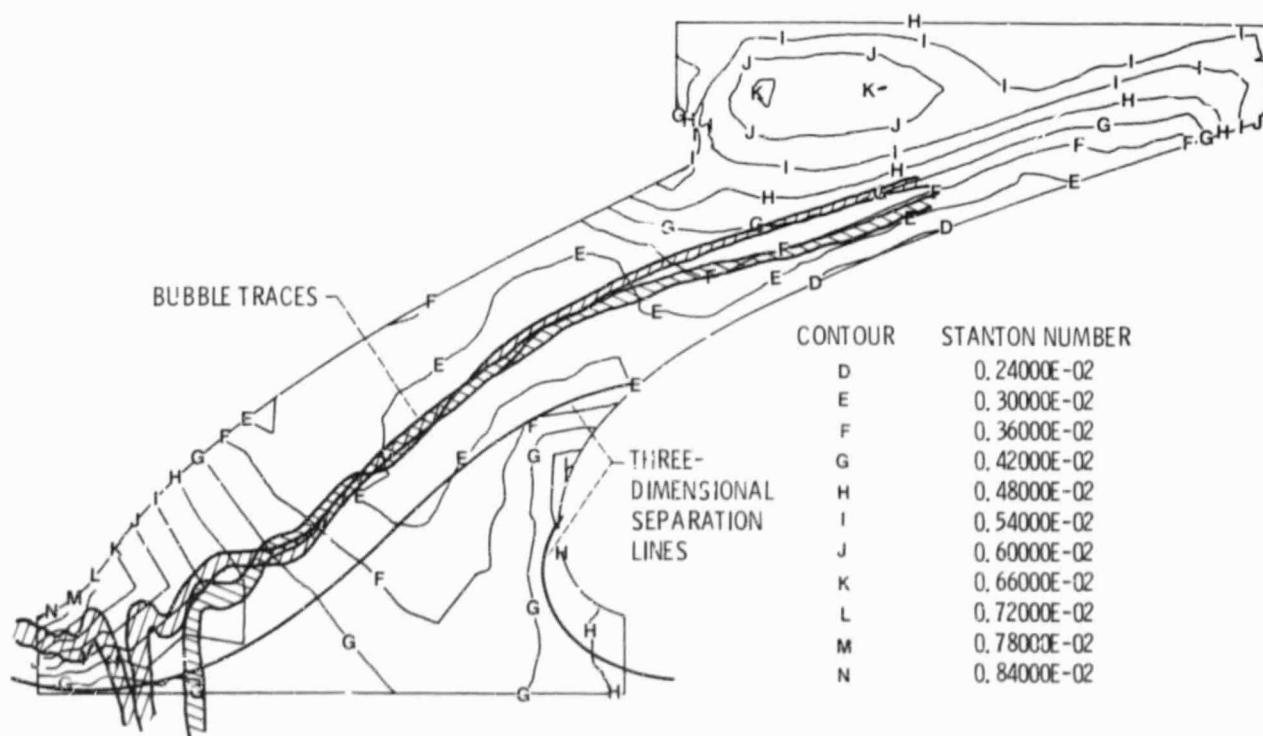 H
I
I
I
J
J
I
I
K
K
I
H
G
H
H
J
J
G
H
I
J
I
I
I
I
F
F
G
H
H
E
G
G
G
F
D
E
F
E
F
E
D
F
E
BUBBLE TRACES
CONTOUR STANTON NUMBER
D 0.24000E-02
E 0.30000E-02
F 0.36000E-02
G 0.42000E-02
H 0.48000E-02
I 0.54000E-02
J 0.60000E-02
K 0.66000E-02
L 0.72000E-02
M 0.78000E-02
N 0.84000E-02
E
E
E
F
F
G
H
I
J
K
L
M
N
F
G
E
THREE-
DIMENSIONAL
SEPARATION
LINES
H
E
H
F
G
G
H
G
G
G
H